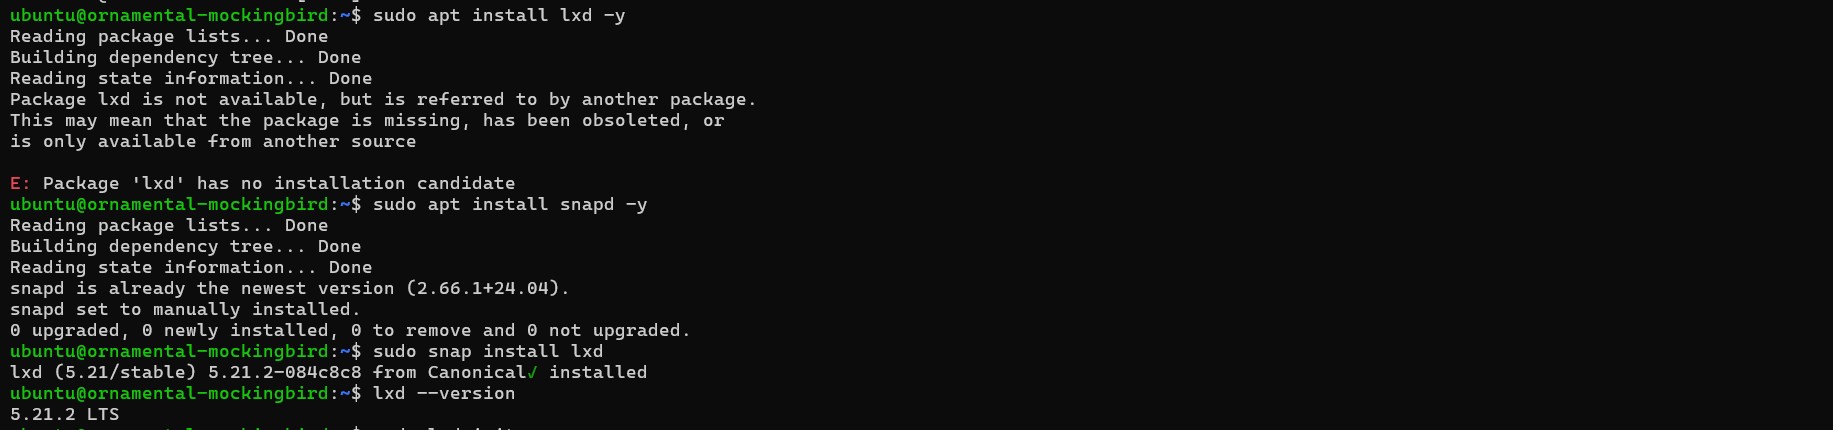 ubuntu@ornamental-mockingbird:~$ sudo apt install lxd -y
Reading package lists... Done
Building dependency tree... Done
Reading state information... Done
Package lxd is not available, but is referred to by another package.
This may mean that the package is missing, has been obsoleted, or
is only available from another source
E: Package 'lxd' has no installation candidate
ubuntu@ornamental-mockingbird:~$ sudo apt install snapd -y
Reading package lists... Done
Building dependency tree... Done
Reading state information... Done
snapd is already the newest version (2.66.1+24.04).
snapd set to manually installed.
0 upgraded, 0 newly installed, 0 to remove and 0 not upgraded.
ubuntu@ornamental-mockingbird:~$ sudo snap install lxd
lxd (5.21/stable) 5.21.2-084c8c8 from Canonical✓ installed
ubuntu@ornamental-mockingbird:~$ lxd --version
5.21.2 LTS